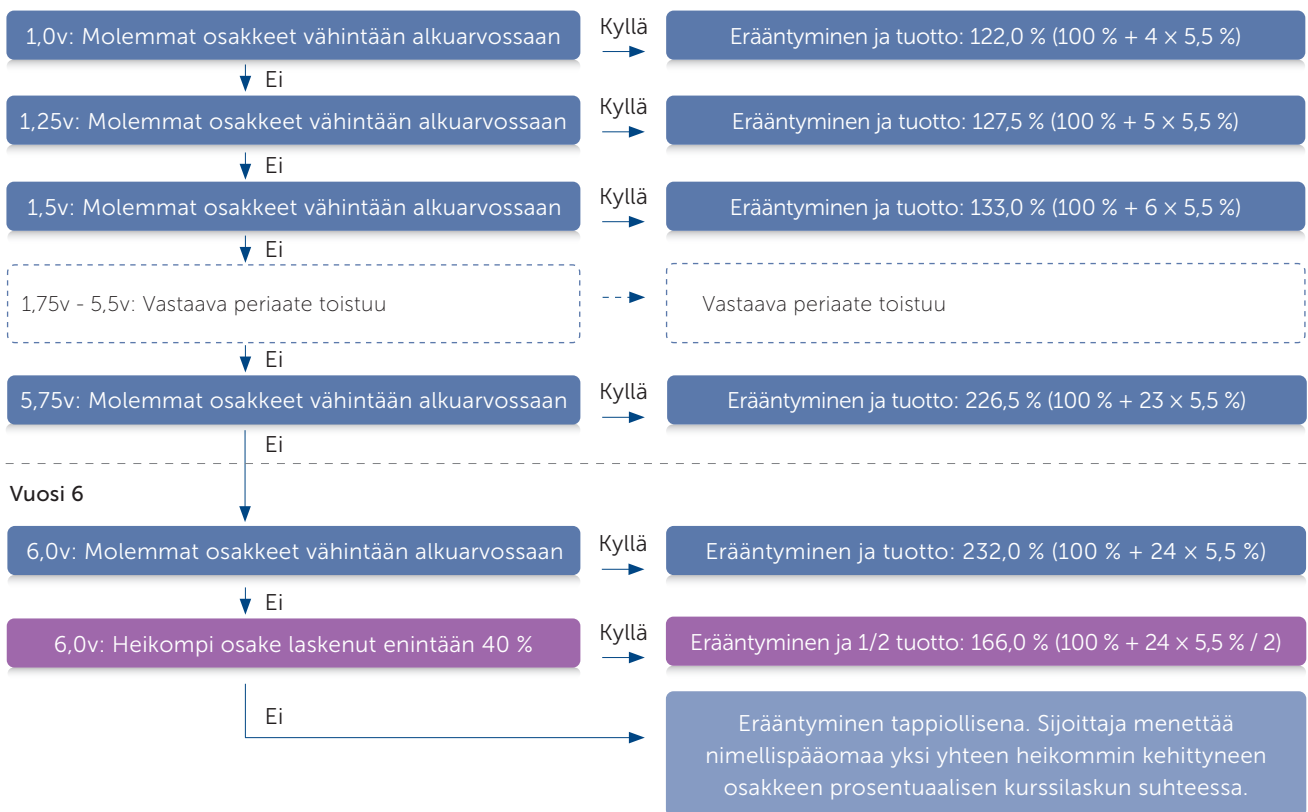 1,0v: Molemmat osakkeet vähintään alkuarvossaan
Kyllä
Erääntyminen ja tuotto: 122,0 % (100 % + 4 × 5,5 %)
Ei
1,25v: Molemmat osakkeet vähintään alkuarvossaan
Kyllä
Erääntyminen ja tuotto: 127,5 % (100 % + 5 × 5,5 %)
Ei
1,5v: Molemmat osakkeet vähintään alkuarvossaan
Kyllä
Erääntyminen ja tuotto: 133,0 % (100 % + 6 × 5,5 %)
Ei
1,75v - 5,5v: Vastaava periaate toistuu
Vastaava periaate toistuu
Ei
5,75v: Molemmat osakkeet vähintään alkuarvossaan
Kyllä
Erääntyminen ja tuotto: 226,5 % (100 % + 23 × 5,5 %)
Ei
Vuosi 6
6,0v: Molemmat osakkeet vähintään alkuarvossaan
Kyllä
Erääntyminen ja tuotto: 232,0 % (100 % + 24 × 5,5 %)
Ei
6,0v: Heikompi osake laskenut enintään 40 %
Kyllä
Erääntyminen ja 1/2 tuotto: 166,0 % (100 % + 24 × 5,5 % / 2)
Ei
Erääntyminen tappiollisena. Sijoittaja menettää
nimellispääomaa yksi yhteen heikommin kehittyneen
osakkeen prosentuaalisen kurssilaskun suhteessa.